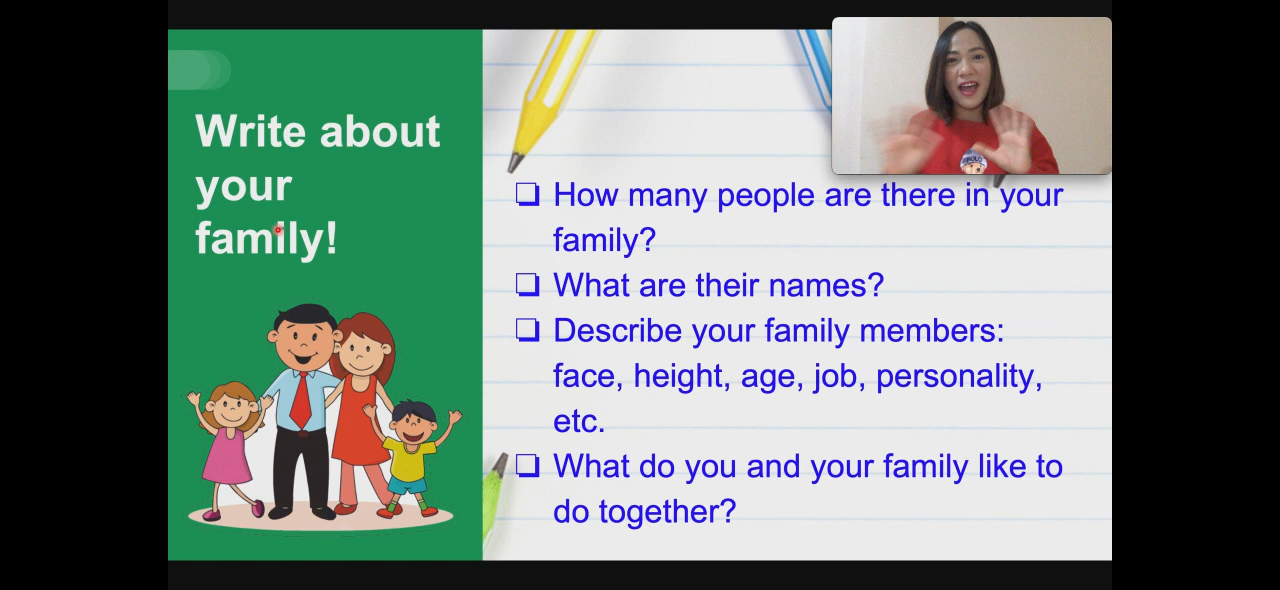 Write about
your
family!
❏ How many people are there in your
family?
❏ What are their names?
❏ Describe your family members:
face, height, age, job, personality,
etc.
❏ What do you and your family like to
do together?